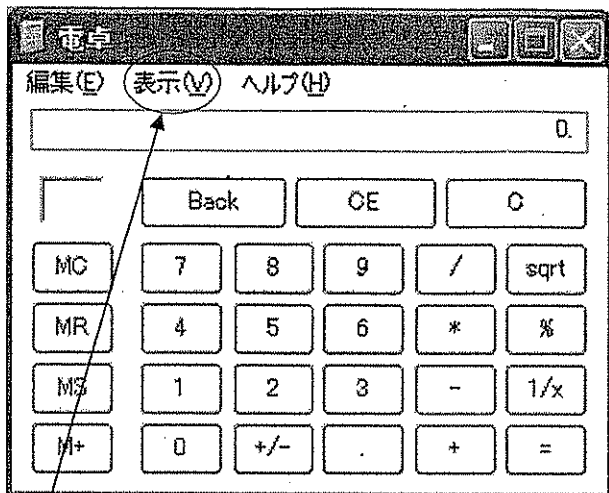 電卓
編集(E) 表示(V) ヘルプ(H)
0.
Back CE C
MC 7 8 9 / sqrt
MR 4 5 6 * %
MS 1 2 3 - 1/x
M+ 0 +/- . + =